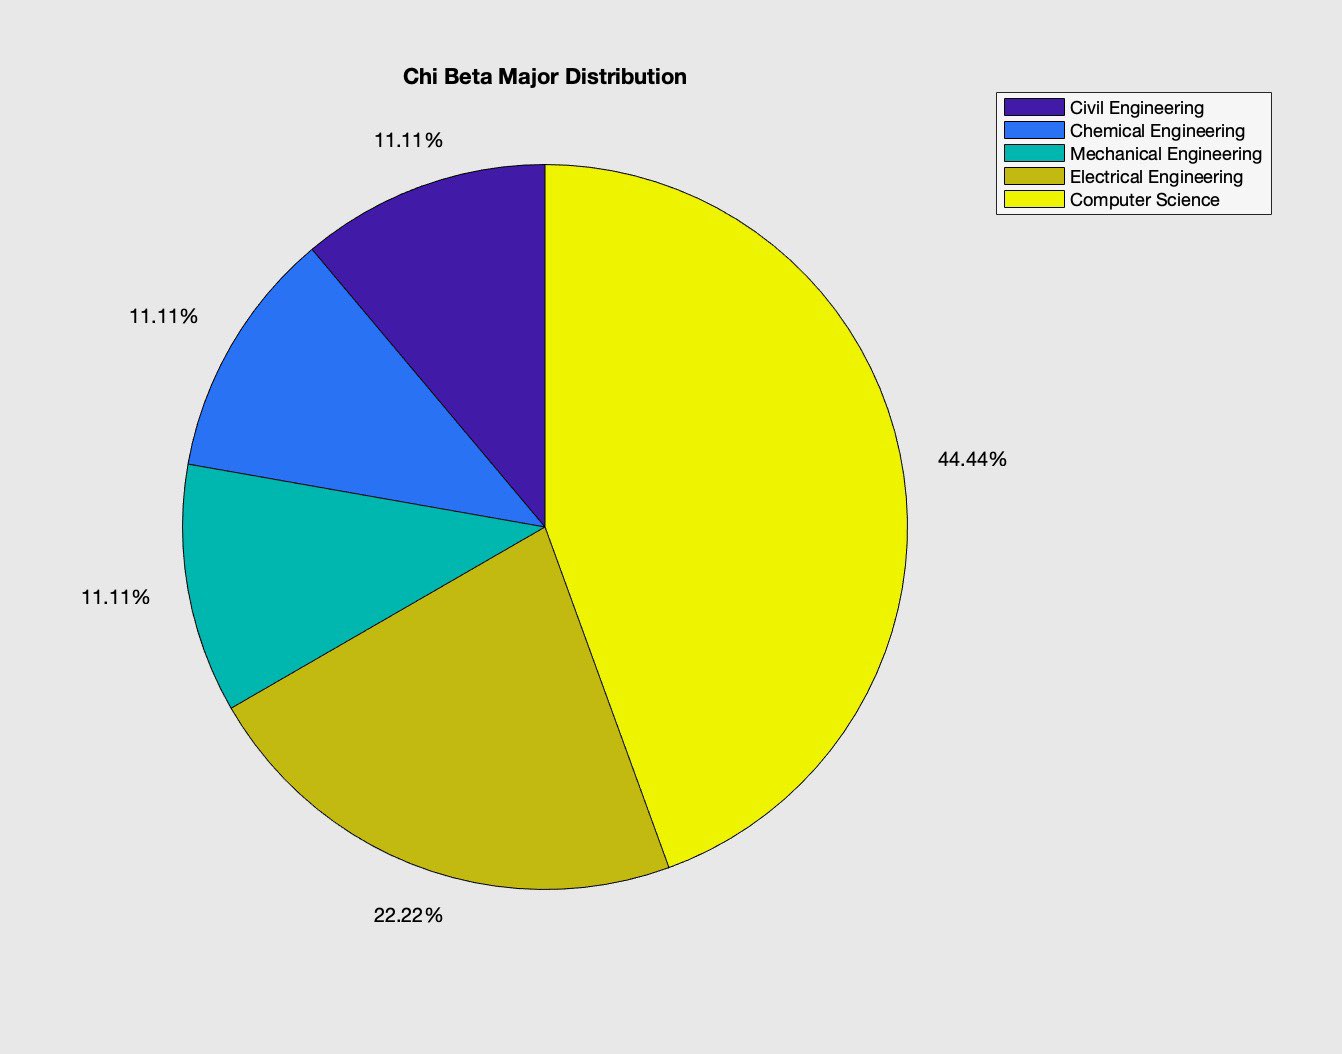 Chi Beta Major Distribution
Civil Engineering
Chemical Engineering
Mechanical Engineering
Electrical Engineering
Computer Science
11.11%
11.11%
11.11%
22.22%
44.44%